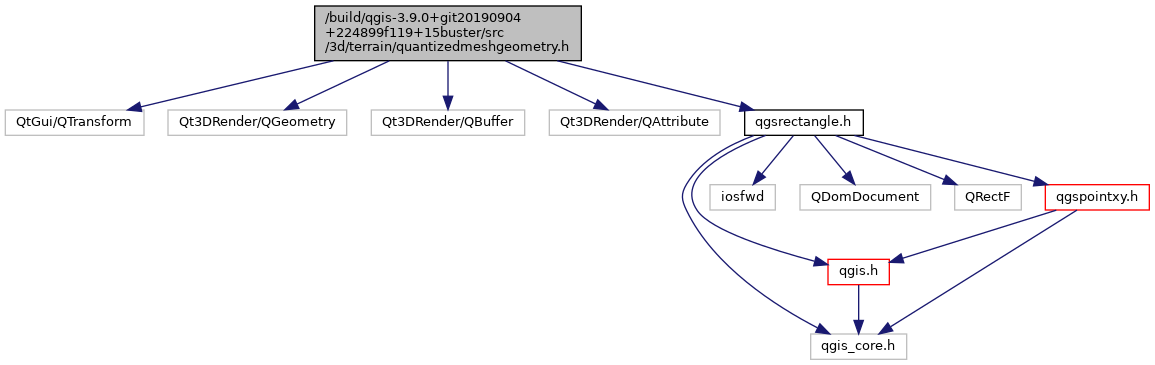 /build/qgis-3.9.0+git20190904
+224899f119+15buster/src
/3d/terrain/quantizedmeshgeometry.h
QtGui/QTransform
Qt3DRender/QGeometry
Qt3DRender/QBuffer
Qt3DRender/QAttribute
qgsrectangle.h
iosfwd
QDomDocument
QRectF
qgspointxy.h
qgis.h
qgis_core.h